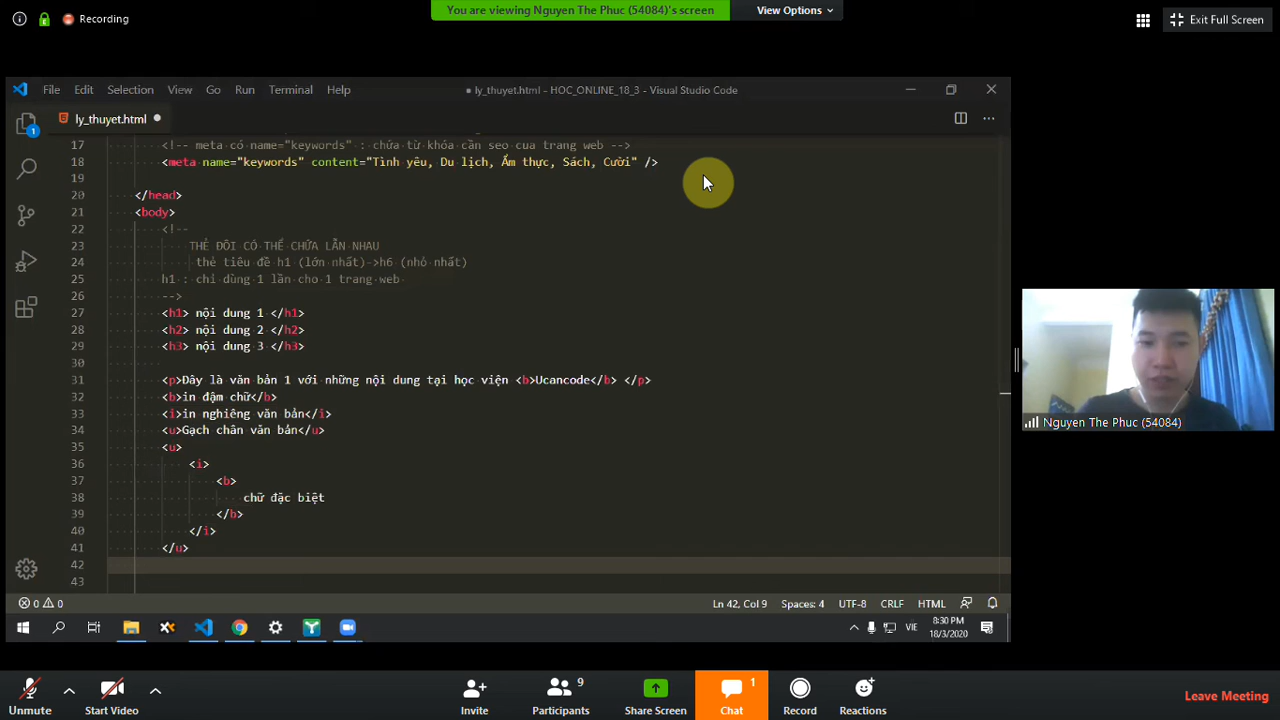 Recording
You are viewing Nguyen The Phuc (54084)'s screen
View Options
Exit Full Screen
File Edit Selection View Go Run Terminal Help
● ly_thuyet.html - HOC_ONLINE_18_3 - Visual Studio Code
ly_thuyet.html
1
17 <!-- meta có name="keywords" : chứa từ khóa cần seo cua trang web -->
18 <meta name="keywords" content="Tình yêu, Du lịch, Ẩm thực, Sách, Cười" />
19
20 </head>
21 <body>
22 <!--
23 THẺ ĐÔI CÓ THỂ CHỨA LẪN NHAU
24 thẻ tiêu đề h1 (lớn nhất)->h6 (nhỏ nhất)
25 h1 : chỉ dùng 1 lần cho 1 trang web
26 -->
27 <h1> nội dung 1 </h1>
28 <h2> nội dung 2 </h2>
29 <h3> nội dung 3 </h3>
30
31 <p>Đây là văn bản 1 với những nội dung tại học viện <b>Ucancode</b> </p>
32 <b>in đậm chữ</b>
33 <i>in nghiêng văn bản</i>
34 <u>Gạch chân văn bản</u>
35 <u>
36 <i>
37 <b>
38 chữ đặc biệt
39 </b>
40 </i>
41 </u>
42
43
0 0
Ln 42, Col 9 Spaces: 4 UTF-8 CRLF HTML
VIE
8:30 PM
18/3/2020
Nguyen The Phuc (54084)
Unmute
Start Video
Invite
9
Participants
Share Screen
1
Chat
Record
Reactions
Leave Meeting